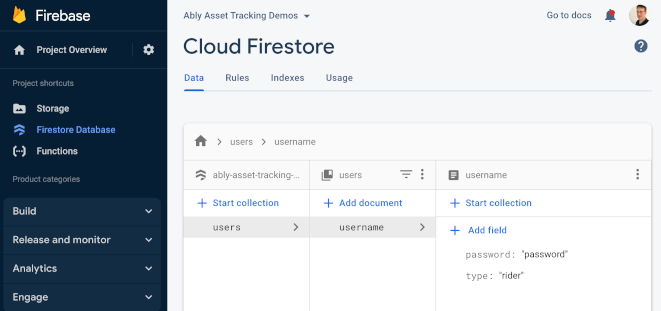 Firebase
Ably Asset Tracking Demos
Go to docs
Project Overview
Cloud Firestore
Data Rules Indexes Usage
Project shortcuts
Storage
Firestore Database
Functions
Product categories
Build
Release and monitor
Analytics
Engage
users > username
ably-asset-tracking-...
users
username
+ Start collection
+ Add document
+ Start collection
users
username
+ Add field
password: "password"
type: "rider"